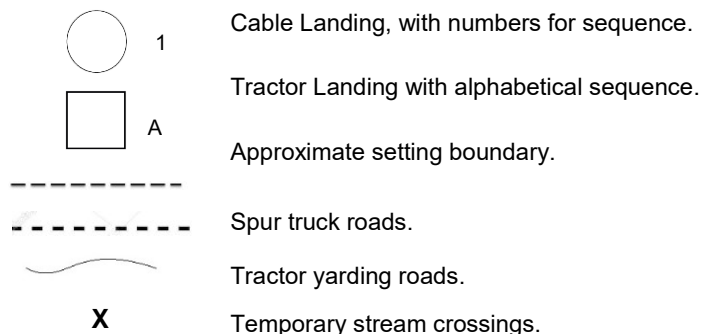 Cable Landing, with numbers for sequence.
1
Tractor Landing with alphabetical sequence.
A
Approximate setting boundary.
Spur truck roads.
Tractor yarding roads.
X
Temporary stream crossings.